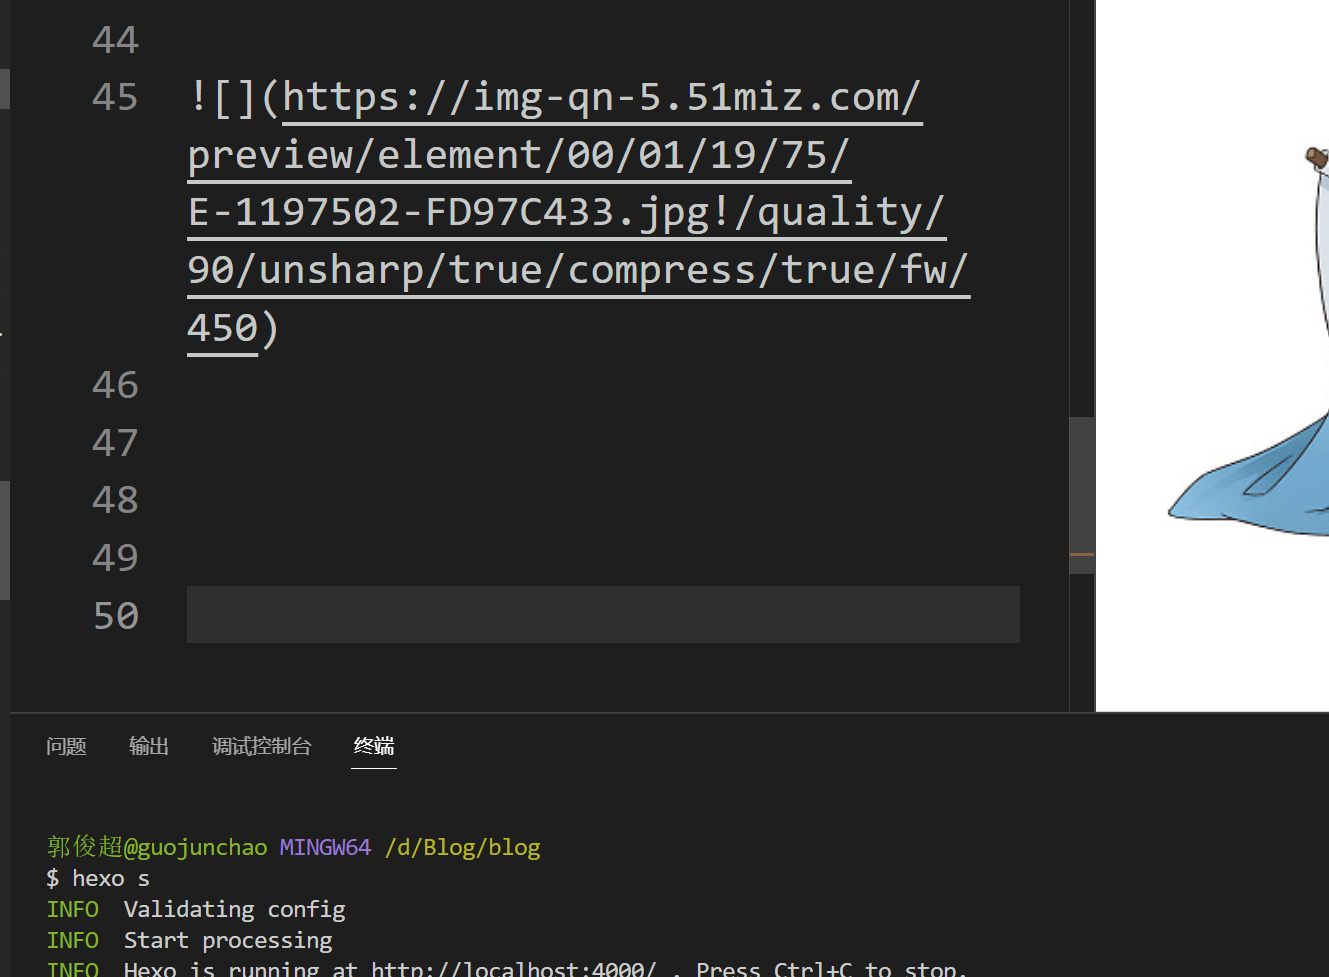 44
45 ![](https://img-qn-5.51miz.com/
preview/element/00/01/19/75/
E-1197502-FD97C433.jpg!/quality/
90/unsharp/true/compress/true/fw/
450)
46
47
48
49
50
问题 输出 调试控制台 终端
郭俊超@guojunchao MINGW64 /d/Blog/blog
$ hexo s
INFO  Validating config
INFO  Start processing
INFO  Hexo is running at http://localhost:4000/ . Press Ctrl+C to stop.